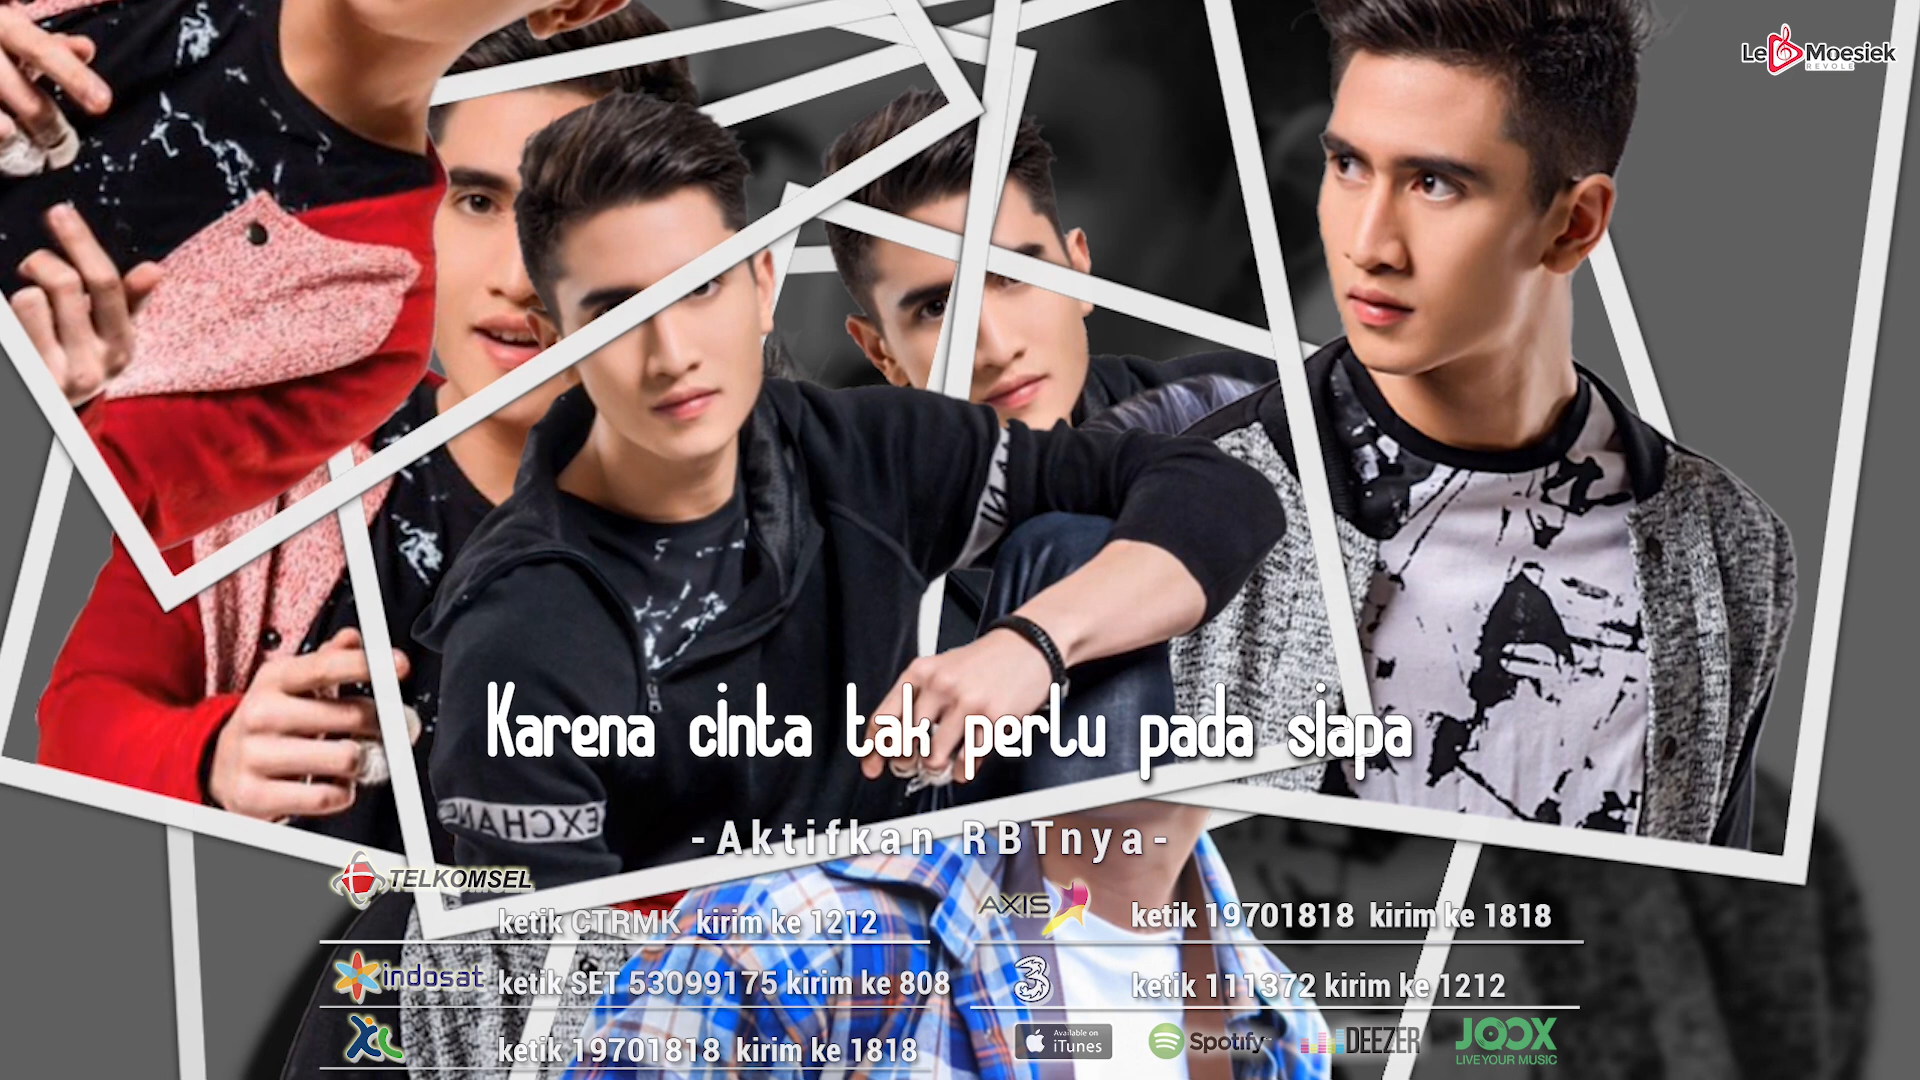 Le Moesiek
REVOLE
EXCHANG
Karena cinta tak perlu pada siapa
-Aktifkan RBTnya-
TELKOMSEL
ketik CTRMK kirim ke 1212
AXIS
ketik 19701818 kirim ke 1818
indosat
ketik SET 53099175 kirim ke 808
3
ketik 111372 kirim ke 1212
XL
ketik 19701818 kirim ke 1818
Available on
iTunes
Spotify
DEEZER
JOOX
LIVE YOUR MUSIC